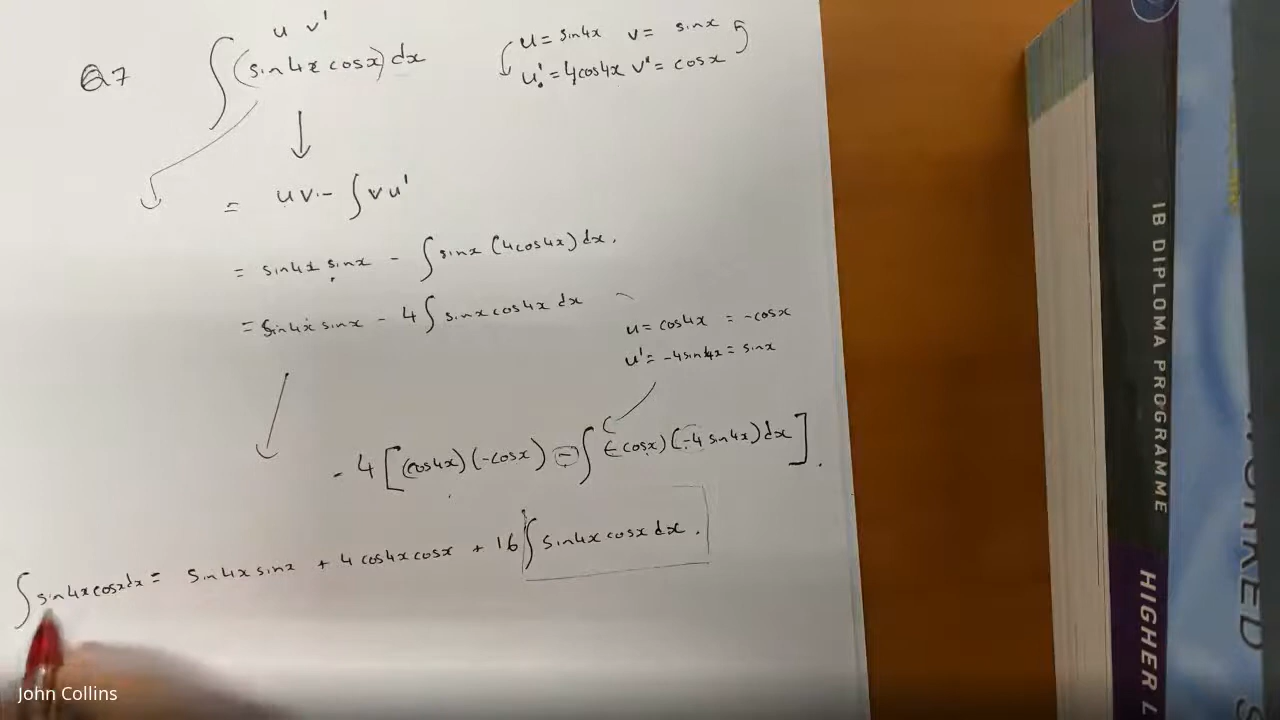 u v'
Q7 ∫(sin4x cosx)dx
u = sin4x v = sinx
u' = 4cos4x v' = cosx
= uv - ∫vu'
= sin4x sinx - ∫sinx (4cos4x) dx.
= sin4x sinx - 4∫sinx cos4x dx
u = cos4x = -cosx
u' = -4sin4x = sinx
- 4[(cos4x)(-cosx) - ∫(-cosx)(-4sin4x)dx].
∫sin4x cosx dx = sin4x sinx + 4cos4x cosx + 16∫sin4x cosx dx.
John Collins
IB DIPLOMA PROGRAMME
HIGHER L
WORKED